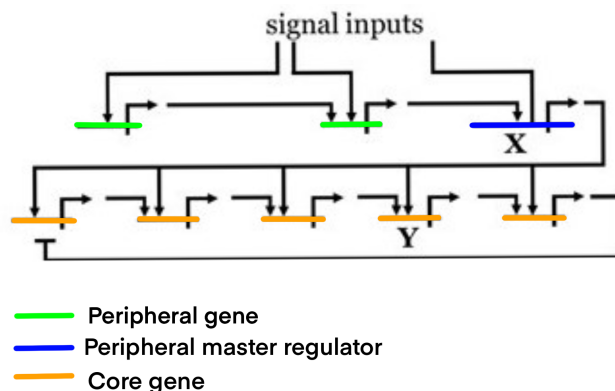 signal inputs
X
Y
Peripheral gene
Peripheral master regulator
Core gene